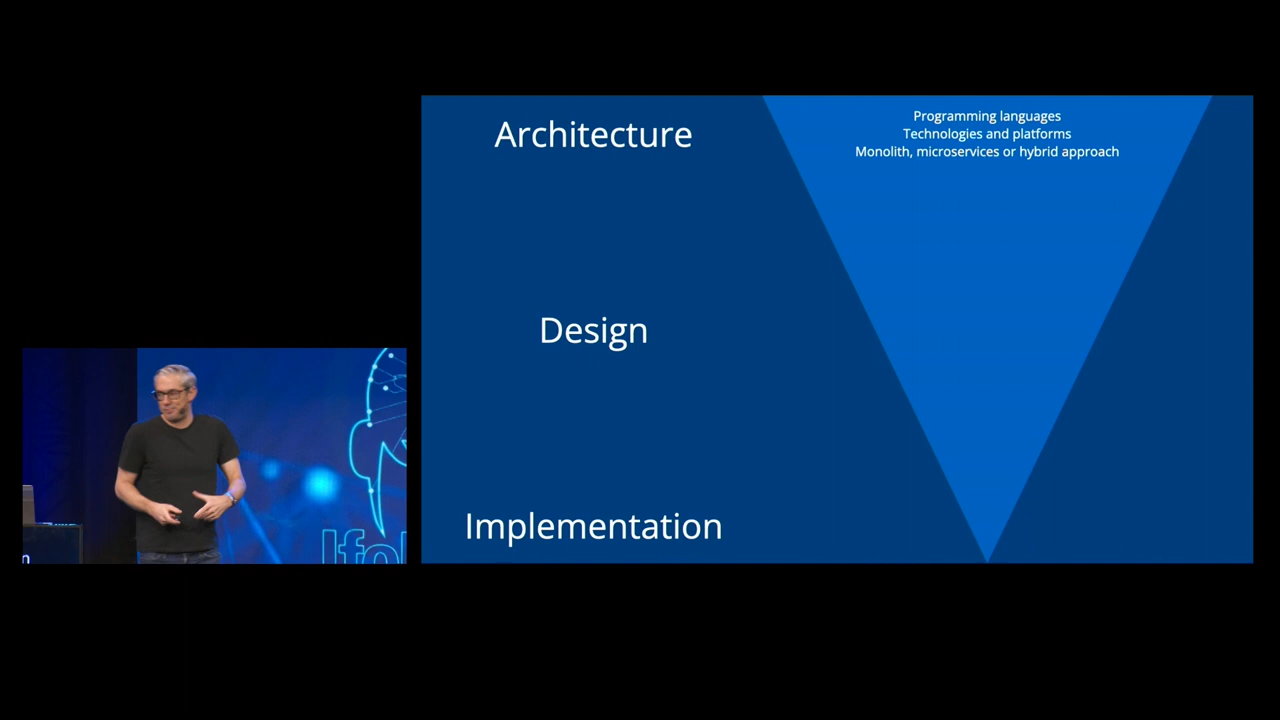 Architecture
Programming languages
Technologies and platforms
Monolith, microservices or hybrid approach
Design
Implementation